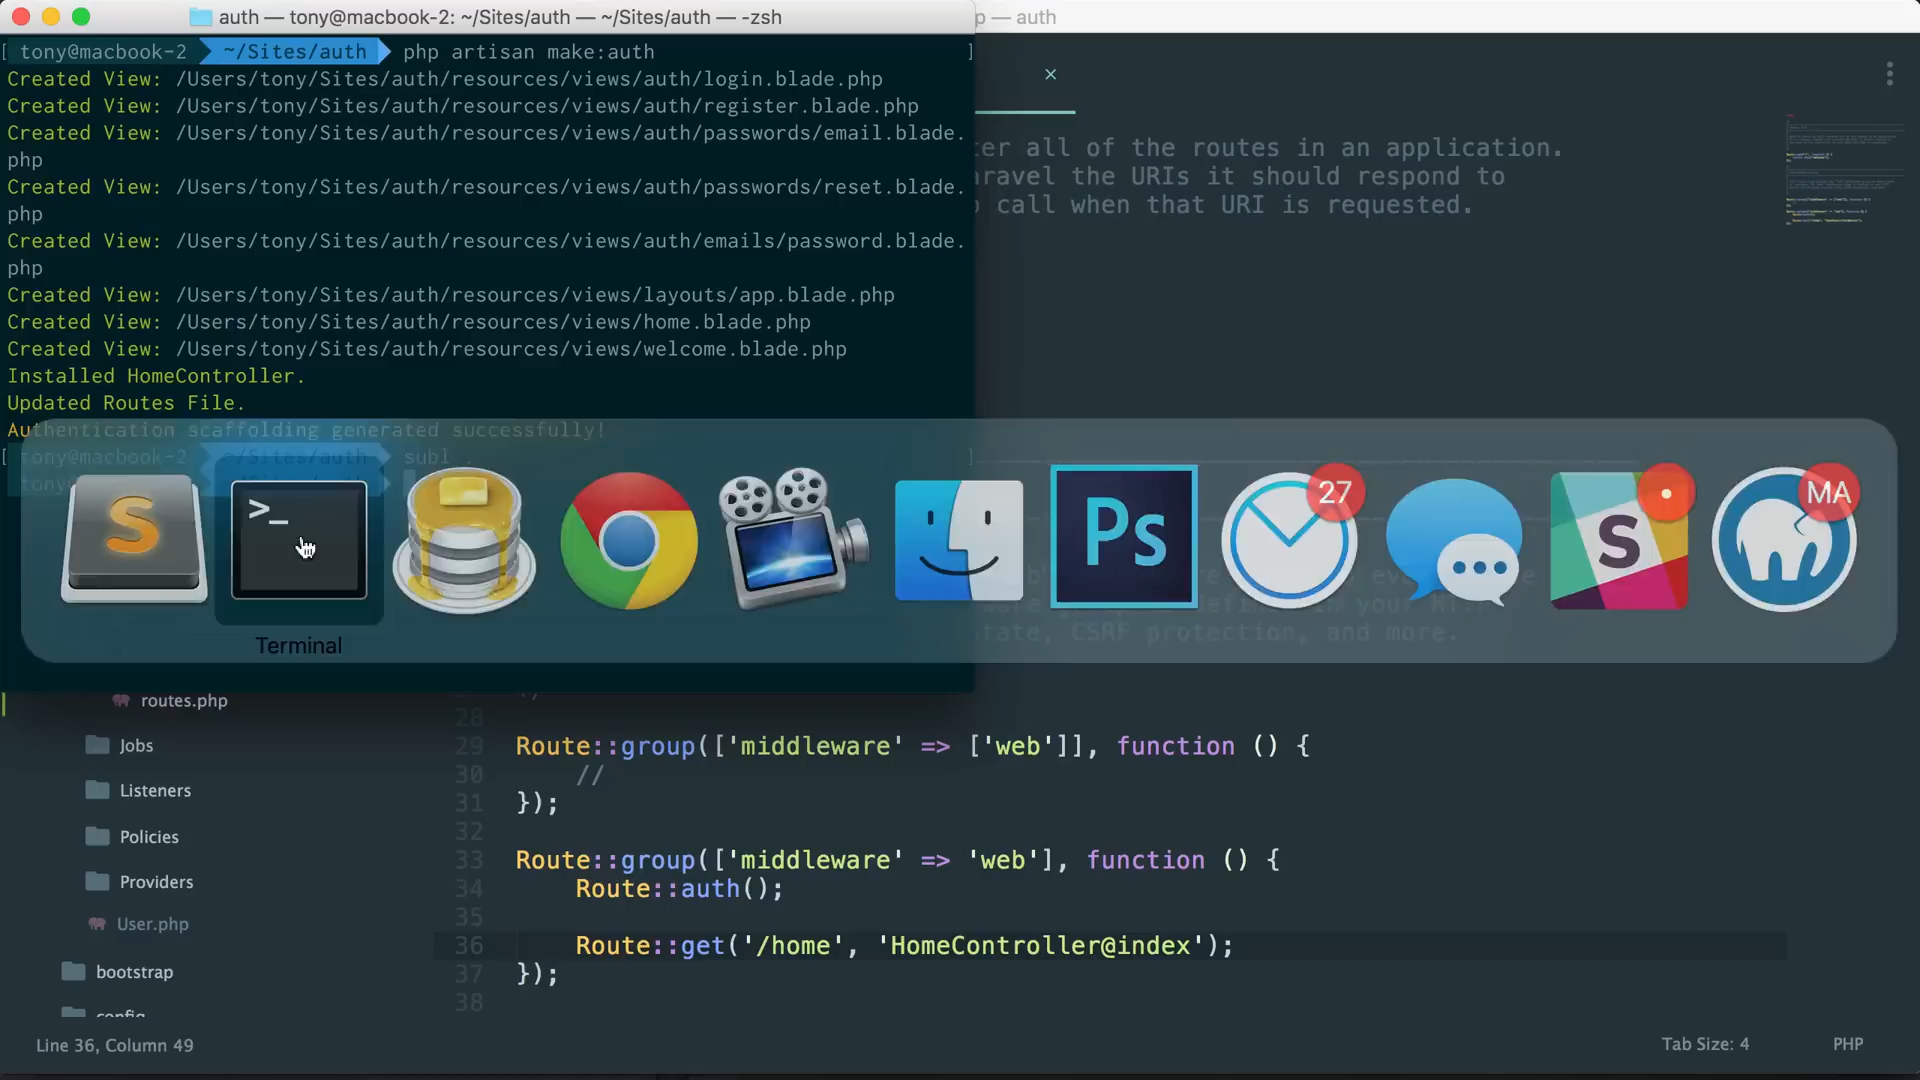 auth — tony@macbook-2: ~/Sites/auth — ~/Sites/auth — -zsh
p — auth
[ tony@macbook-2 ~/Sites/auth php artisan make:auth ]
Created View: /Users/tony/Sites/auth/resources/views/auth/login.blade.php
Created View: /Users/tony/Sites/auth/resources/views/auth/register.blade.php
Created View: /Users/tony/Sites/auth/resources/views/auth/passwords/email.blade.
php
Created View: /Users/tony/Sites/auth/resources/views/auth/passwords/reset.blade.
php
Created View: /Users/tony/Sites/auth/resources/views/auth/emails/password.blade.
php
Created View: /Users/tony/Sites/auth/resources/views/layouts/app.blade.php
Created View: /Users/tony/Sites/auth/resources/views/home.blade.php
Created View: /Users/tony/Sites/auth/resources/views/welcome.blade.php
Installed HomeController.
Updated Routes File.
Authentication scaffolding generated successfully!
[ tony@macbook-2 ~/Sites/auth subl . ]
tony
ter all of the routes in an application.
aravel the URIs it should respond to
call when that URI is requested.
tate, CSRF protection, and more.
>_
S
Ps
27
S
MA
Terminal
routes.php
Jobs
Listeners
Policies
Providers
User.php
bootstrap
config
28
29 Route::group(['middleware' => ['web']], function () {
30 //
31 });
32
33 Route::group(['middleware' => 'web'], function () {
34 Route::auth();
35
36 Route::get('/home', 'HomeController@index');
37 });
38
Line 36, Column 49
Tab Size: 4
PHP